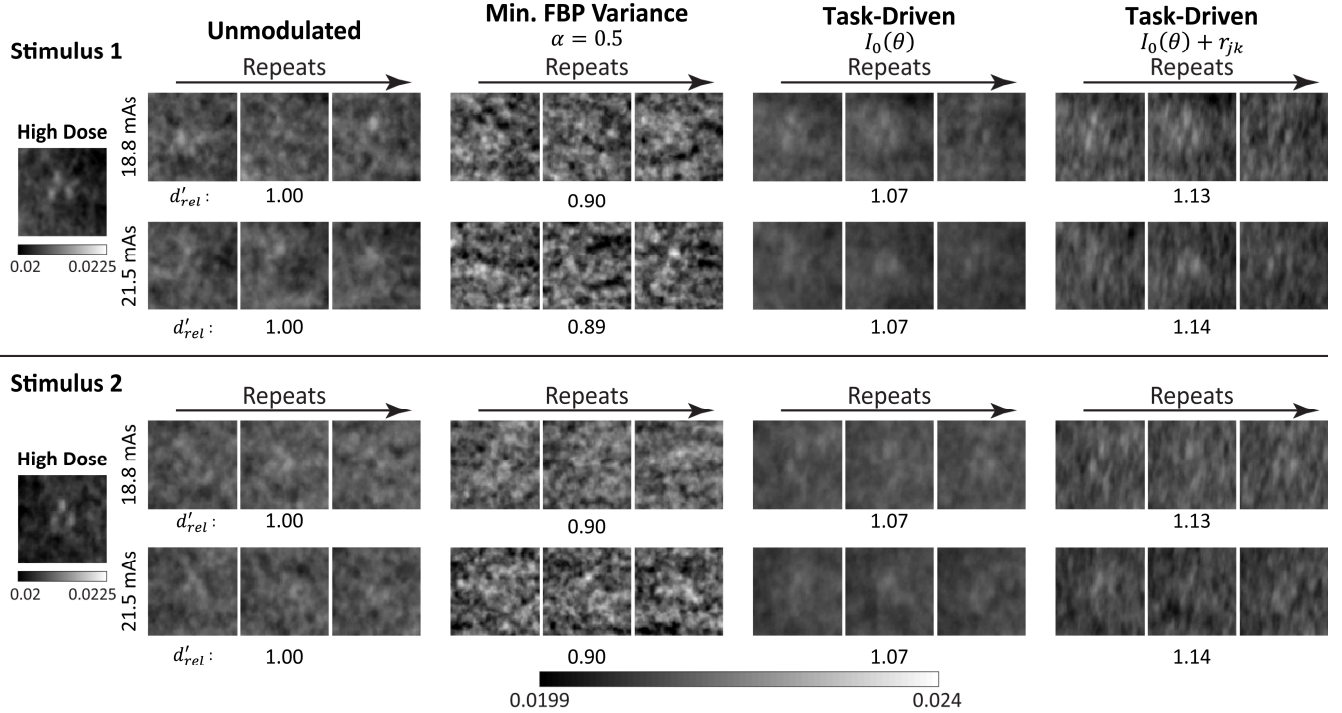 Unmodulated
Min. FBP Variance
α = 0.5
Task-Driven
I₀(θ)
Task-Driven
I₀(θ) + r_jk
Stimulus 1
Repeats
Repeats
Repeats
Repeats
High Dose
0.02 0.0225
18.8 mAs
d′_rel : 1.00 0.90 1.07 1.13
21.5 mAs
d′_rel : 1.00 0.89 1.07 1.14
Stimulus 2
Repeats
Repeats
Repeats
Repeats
High Dose
0.02 0.0225
18.8 mAs
d′_rel : 1.00 0.90 1.07 1.13
21.5 mAs
d′_rel : 1.00 0.90 1.07 1.14
0.0199 0.024